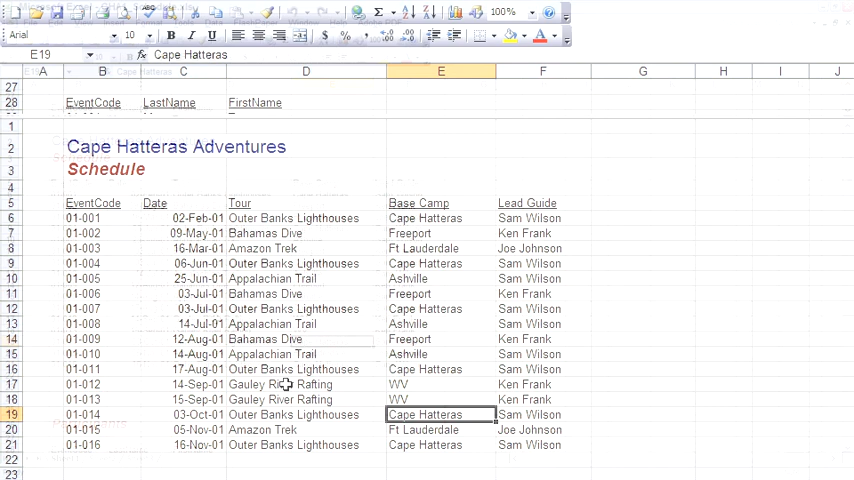 100%
Arial 10 B I U $ %
E19 fx Cape Hatteras
A B C D E F G H I J
27
28 EventCode LastName FirstName
1
2 Cape Hatteras Adventures
3 Schedule
4
5 EventCode Date Tour Base Camp Lead Guide
6 01-001 02-Feb-01 Outer Banks Lighthouses Cape Hatteras Sam Wilson
7 01-002 09-May-01 Bahamas Dive Freeport Ken Frank
8 01-003 16-Mar-01 Amazon Trek Ft Lauderdale Joe Johnson
9 01-004 06-Jun-01 Outer Banks Lighthouses Cape Hatteras Sam Wilson
10 01-005 25-Jun-01 Appalachian Trail Ashville Sam Wilson
11 01-006 03-Jul-01 Bahamas Dive Freeport Ken Frank
12 01-007 03-Jul-01 Outer Banks Lighthouses Cape Hatteras Sam Wilson
13 01-008 14-Jul-01 Appalachian Trail Ashville Sam Wilson
14 01-009 12-Aug-01 Bahamas Dive Freeport Ken Frank
15 01-010 14-Aug-01 Appalachian Trail Ashville Sam Wilson
16 01-011 17-Aug-01 Outer Banks Lighthouses Cape Hatteras Sam Wilson
17 01-012 14-Sep-01 Gauley River Rafting WV Ken Frank
18 01-013 15-Sep-01 Gauley River Rafting WV Ken Frank
19 01-014 03-Oct-01 Outer Banks Lighthouses Cape Hatteras Sam Wilson
20 01-015 05-Nov-01 Amazon Trek Ft Lauderdale Joe Johnson
21 01-016 16-Nov-01 Outer Banks Lighthouses Cape Hatteras Sam Wilson
22
23